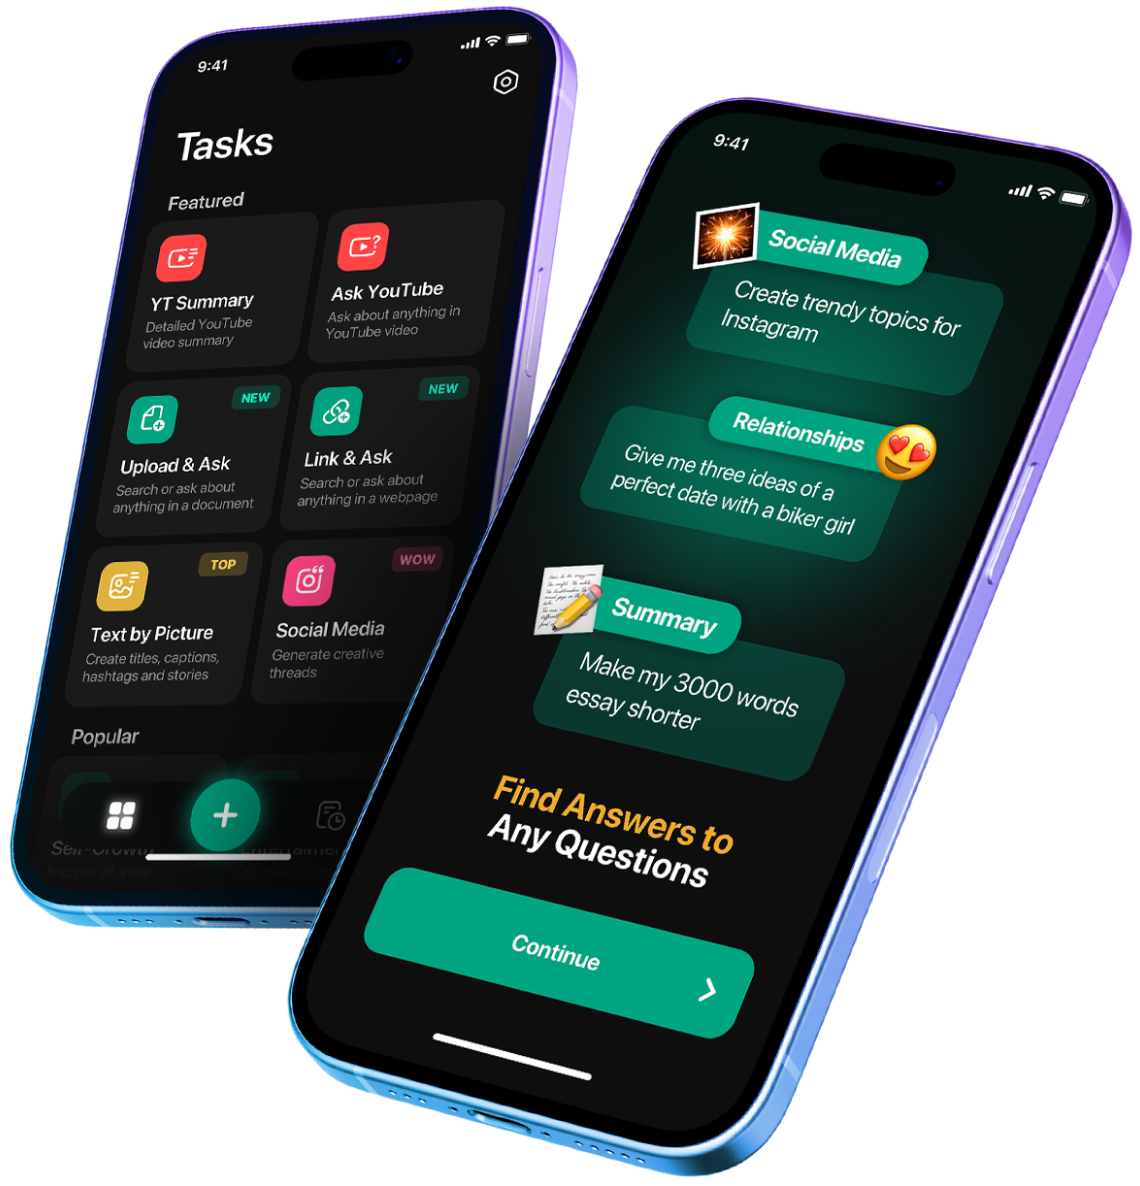 9:41
Tasks
Featured
YT Summary
Detailed YouTube
video summary
Ask YouTube
Ask about anything in
YouTube video
NEW
Upload & Ask
Search or ask about
anything in a document
NEW
Link & Ask
Search or ask about
anything in a webpage
TOP
Text by Picture
Create titles, captions,
hashtags and stories
WOW
Social Media
Generate creative
threads
Popular
Self-Growth
Improve all areas
9:41
Social Media
Create trendy topics for
Instagram
Relationships
Give me three ideas of a
perfect date with a biker girl
Summary
Make my 3000 words
essay shorter
Find Answers to
Any Questions
Continue